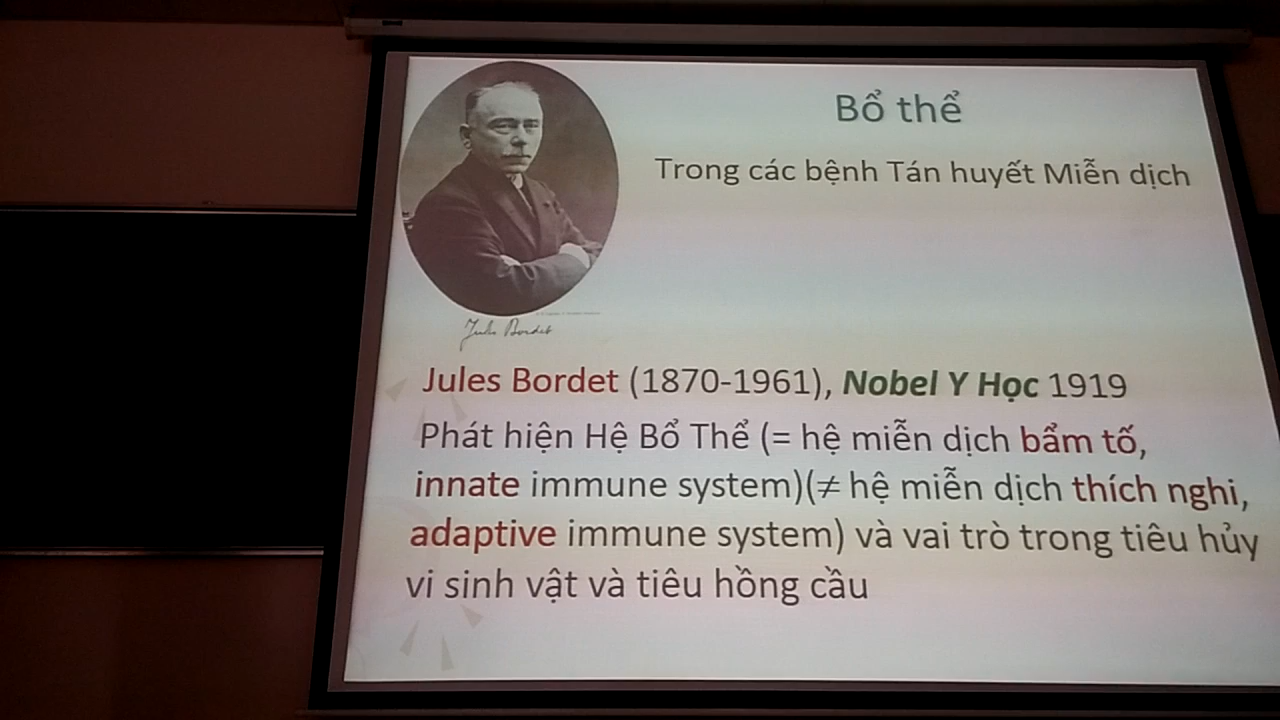 Bổ thể
Trong các bệnh Tán huyết Miễn dịch
Jules Bordet
Jules Bordet (1870-1961), Nobel Y Học 1919
Phát hiện Hệ Bổ Thể (= hệ miễn dịch bẩm tố,
innate immune system)(≠ hệ miễn dịch thích nghi,
adaptive immune system) và vai trò trong tiêu hủy
vi sinh vật và tiêu hồng cầu